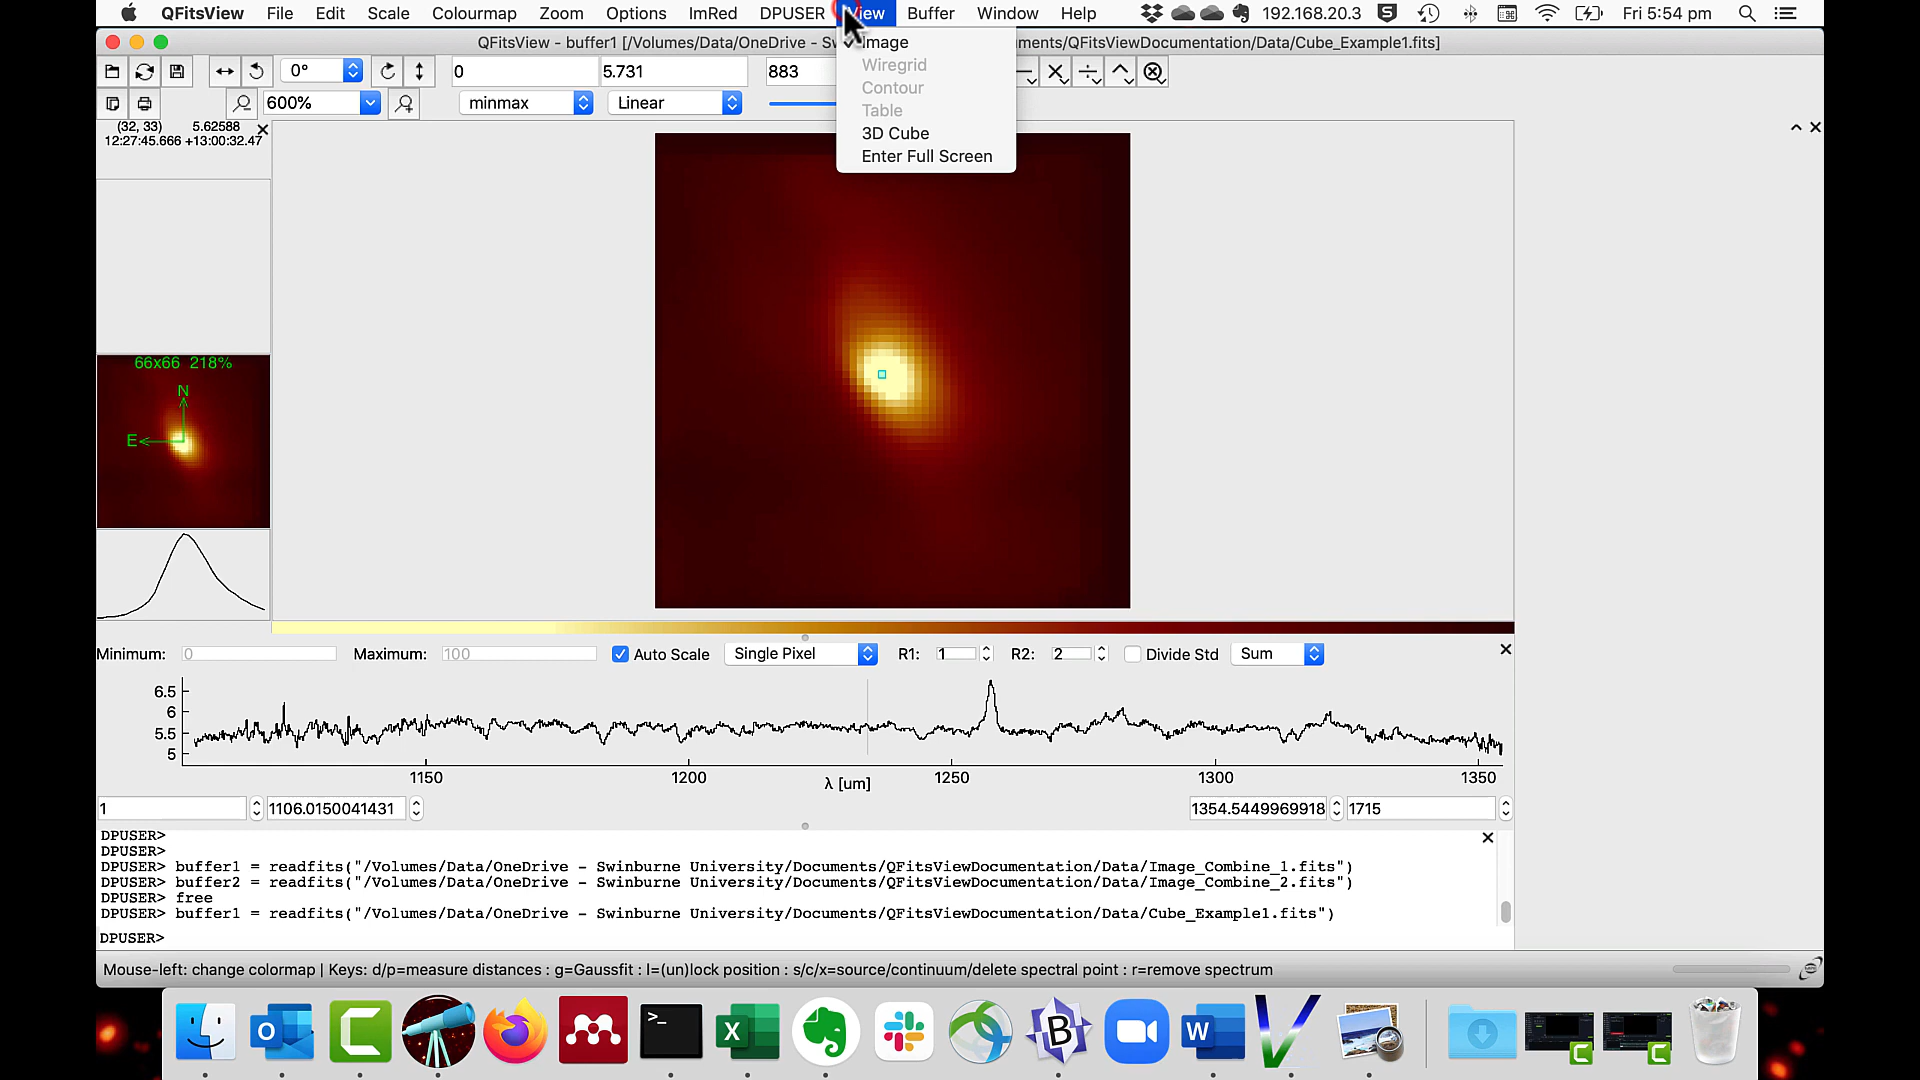 QFitsView File Edit Scale Colourmap Zoom Options ImRed DPUSER View Buffer Window Help 192.168.20.3 Fri 5:54 pm
QFitsView - buffer1 [/Volumes/Data/OneDrive - Sw
ments/QFitsViewDocumentation/Data/Cube_Example1.fits]
Image
Wiregrid
Contour
Table
3D Cube
Enter Full Screen
0° 0 5.731 883
600% minmax Linear
(32, 33) 5.62588
12:27:45.666 +13:00:32.47
66x66 218%
N
E
Minimum: 0 Maximum: 100 Auto Scale Single Pixel R1: 1 R2: 2 Divide Std Sum
6.5
6
5.5
5
1150 1200 1250 1300 1350
λ [um]
1 1106.0150041431 1354.5449969918 1715
DPUSER>
DPUSER>
DPUSER> buffer1 = readfits("/Volumes/Data/OneDrive - Swinburne University/Documents/QFitsViewDocumentation/Data/Image_Combine_1.fits")
DPUSER> buffer2 = readfits("/Volumes/Data/OneDrive - Swinburne University/Documents/QFitsViewDocumentation/Data/Image_Combine_2.fits")
DPUSER> free
DPUSER> buffer1 = readfits("/Volumes/Data/OneDrive - Swinburne University/Documents/QFitsViewDocumentation/Data/Cube_Example1.fits")
DPUSER>
Mouse-left: change colormap | Keys: d/p=measure distances : g=Gaussfit : l=(un)lock position : s/c/x=source/continuum/delete spectral point : r=remove spectrum